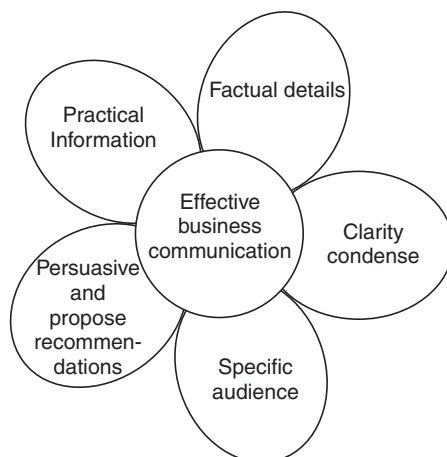 Factual details
Practical
Information
Effective
business
communication
Clarity
condense
Persuasive
and
propose
recommen-
dations
Specific
audience